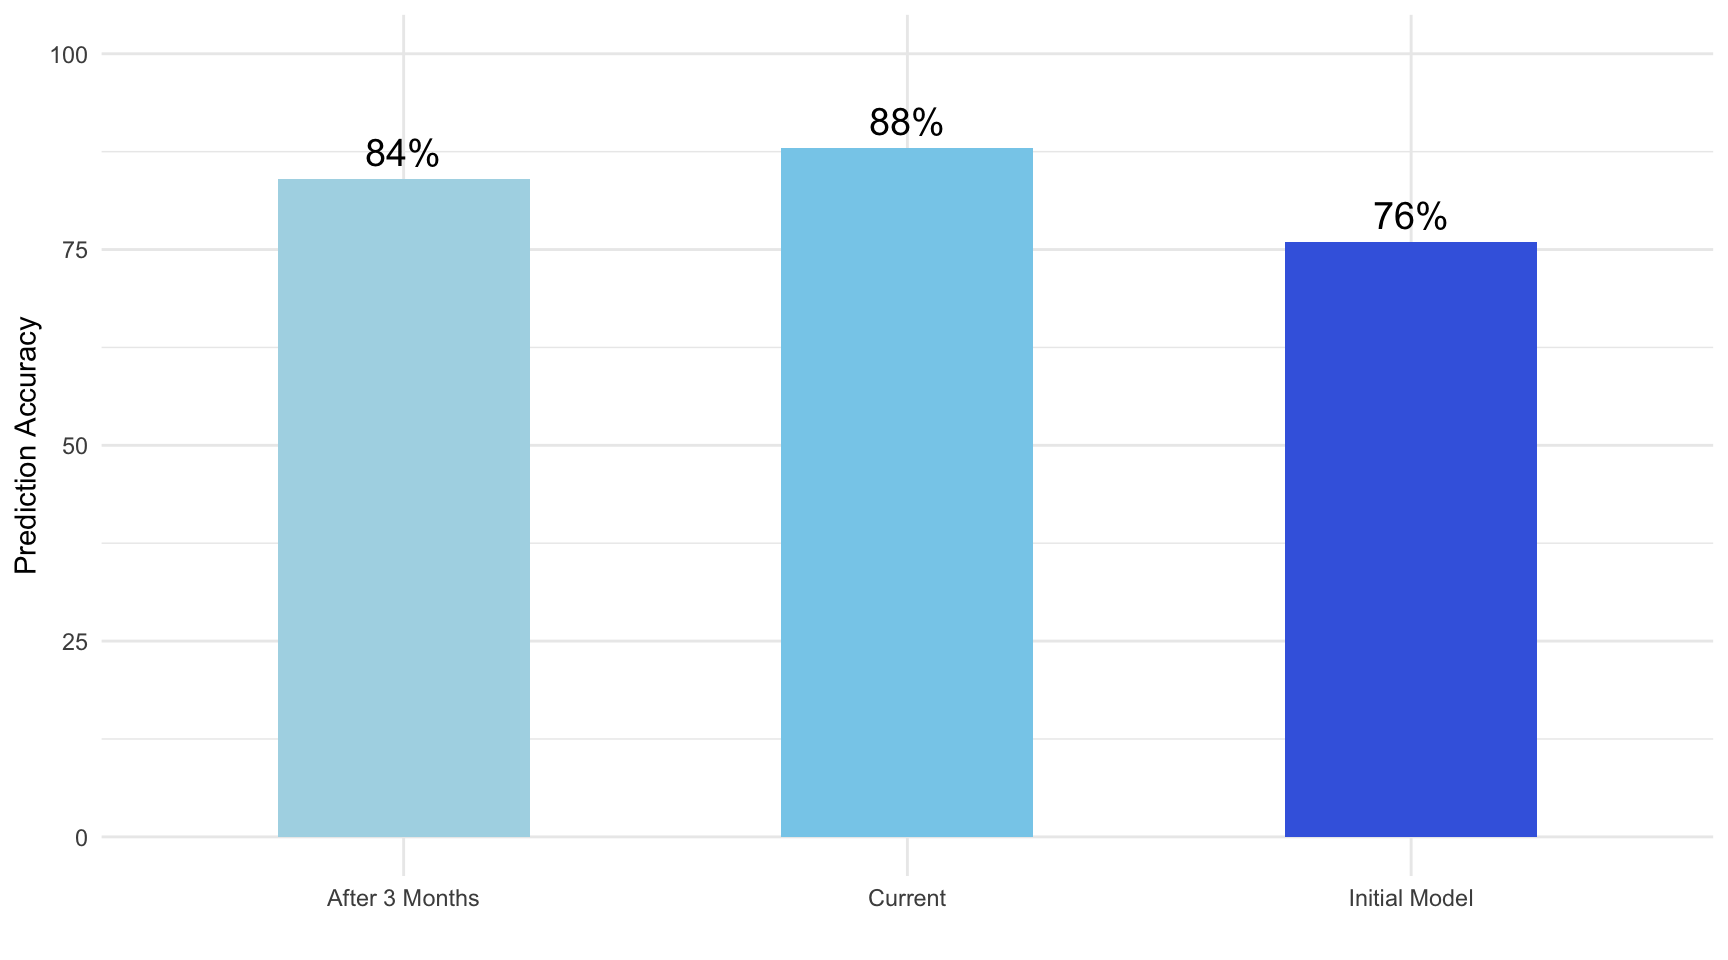 100
75
50
25
0
Prediction Accuracy
84%
88%
76%
After 3 Months
Current
Initial Model